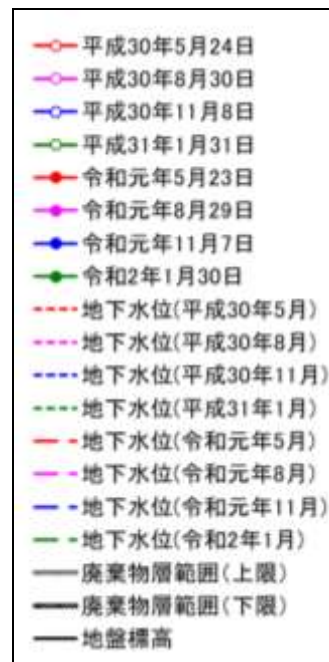 平成30年5月24日
平成30年8月30日
平成30年11月8日
平成31年1月31日
令和元年5月23日
令和元年8月29日
令和元年11月7日
令和2年1月30日
地下水位(平成30年5月)
地下水位(平成30年8月)
地下水位(平成30年11月)
地下水位(平成31年1月)
地下水位(令和元年5月)
地下水位(令和元年8月)
地下水位(令和元年11月)
地下水位(令和2年1月)
廃棄物層範囲(上限)
廃棄物層範囲(下限)
地盤標高